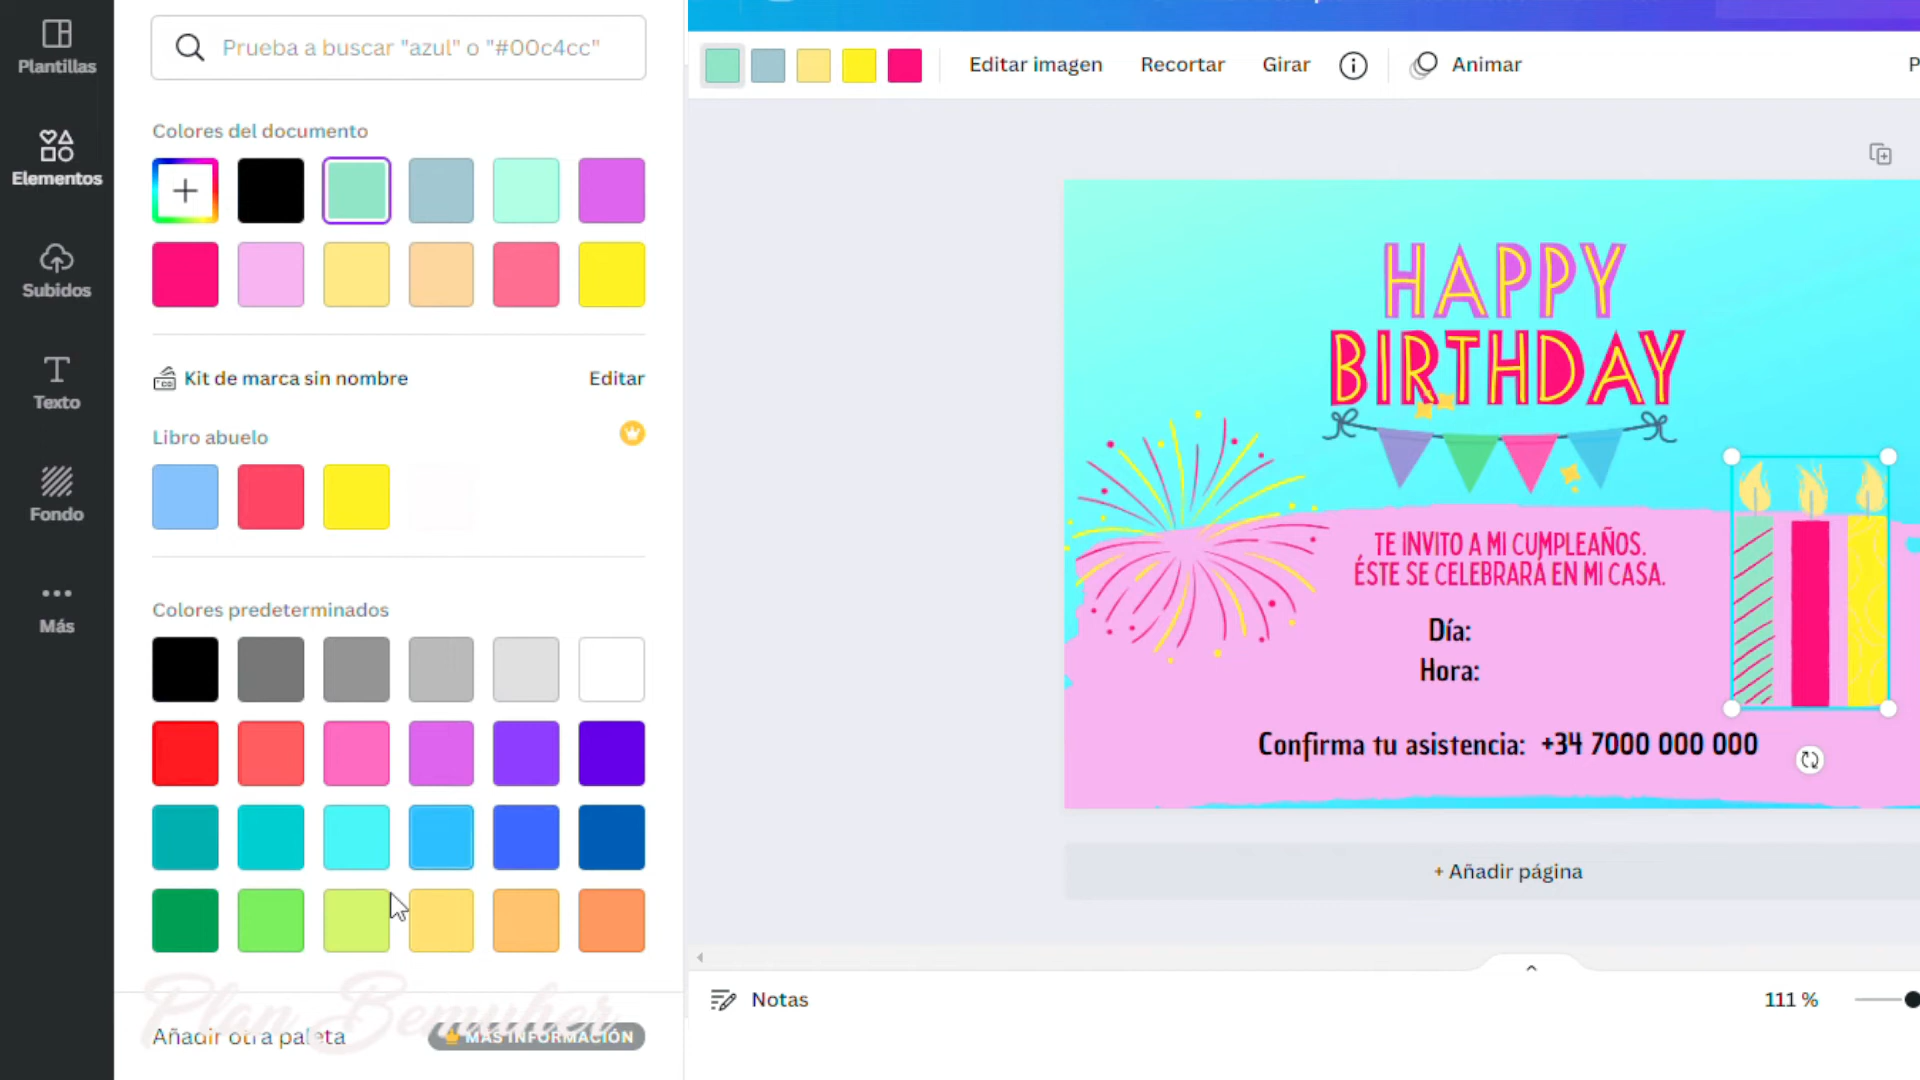 Plantillas
Elementos
Subidos
Texto
Fondo
Más
Prueba a buscar "azul" o "#00c4cc"
Colores del documento
Kit de marca sin nombre
Editar
Libro abuelo
Colores predeterminados
Plan Bemuher
Añadir otra paleta
MÁS INFORMACIÓN
Editar imagen
Recortar
Girar
Animar
P
HAPPY
BIRTHDAY
TE INVITO A MI CUMPLEAÑOS.
ÉSTE SE CELEBRARÁ EN MI CASA.
Día:
Hora:
Confirma tu asistencia: +34 7000 000 000
+ Añadir página
Notas
111 %